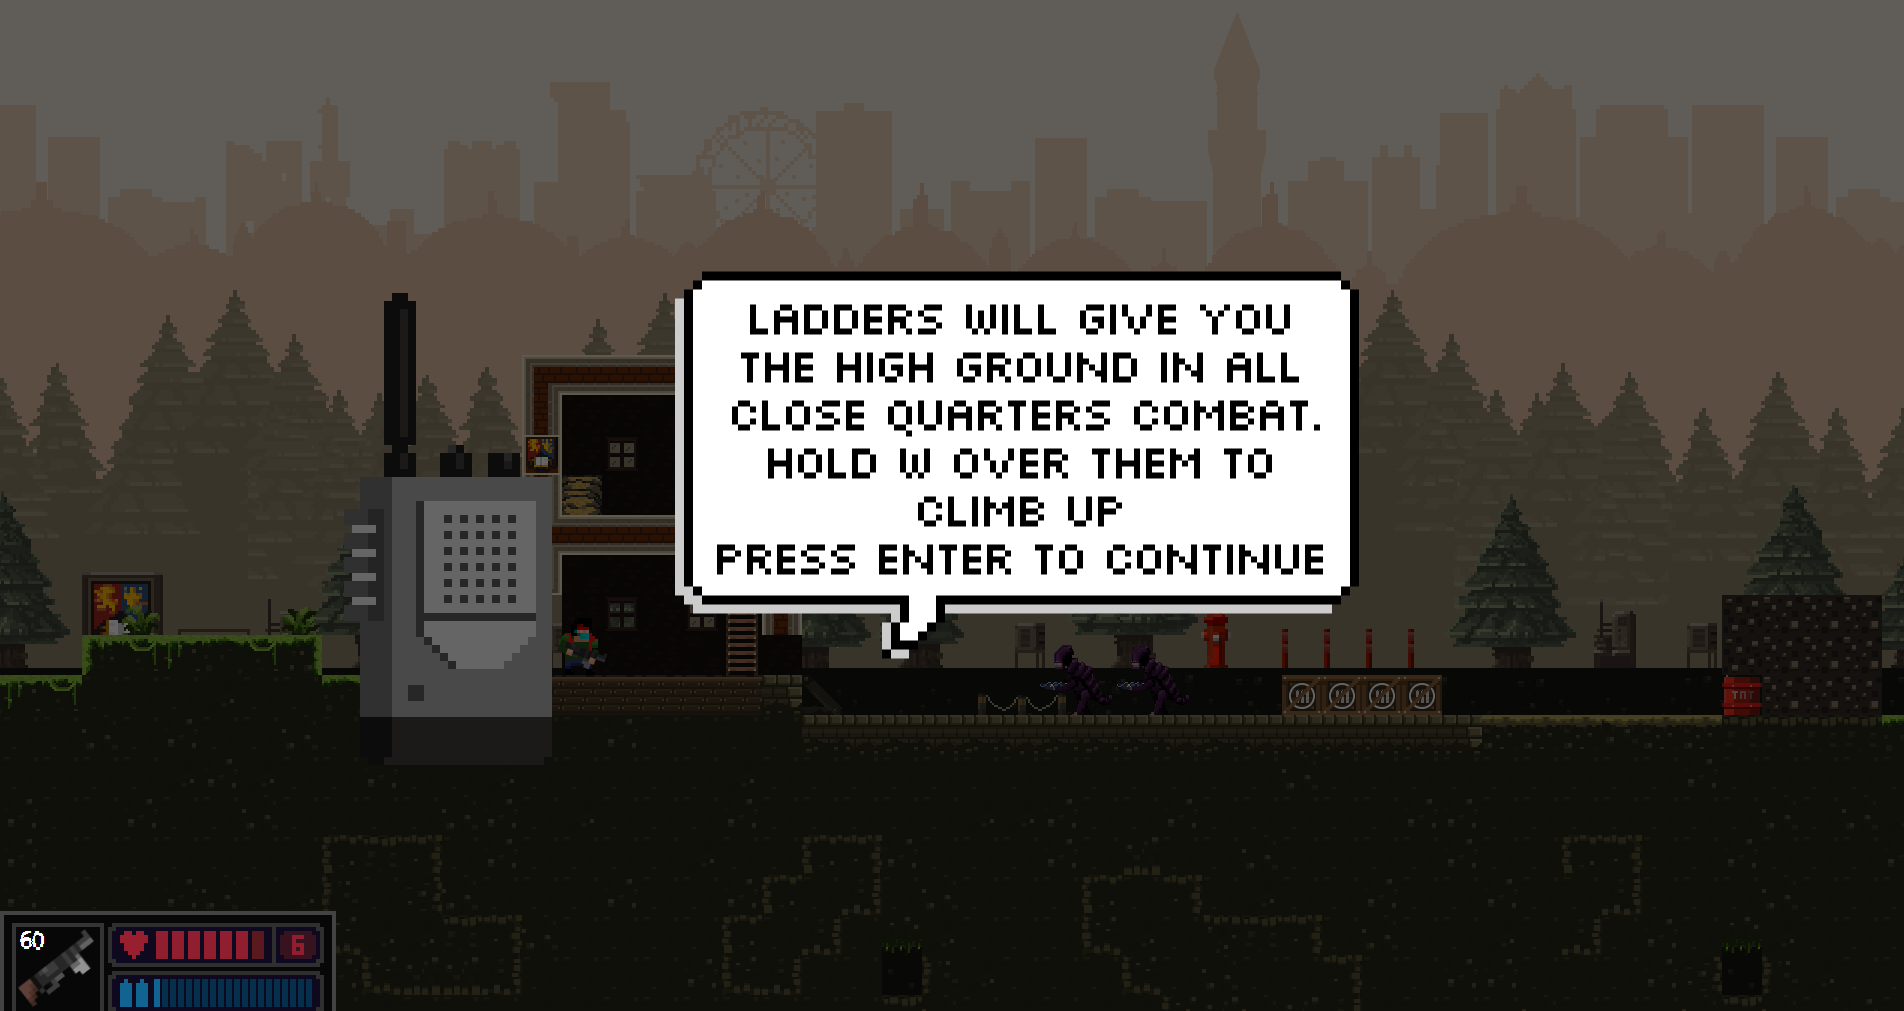 LADDERS WILL GIVE YOU
THE HIGH GROUND IN ALL
CLOSE QUARTERS COMBAT.
HOLD W OVER THEM TO
CLIMB UP
PRESS ENTER TO CONTINUE
TNT
60
6